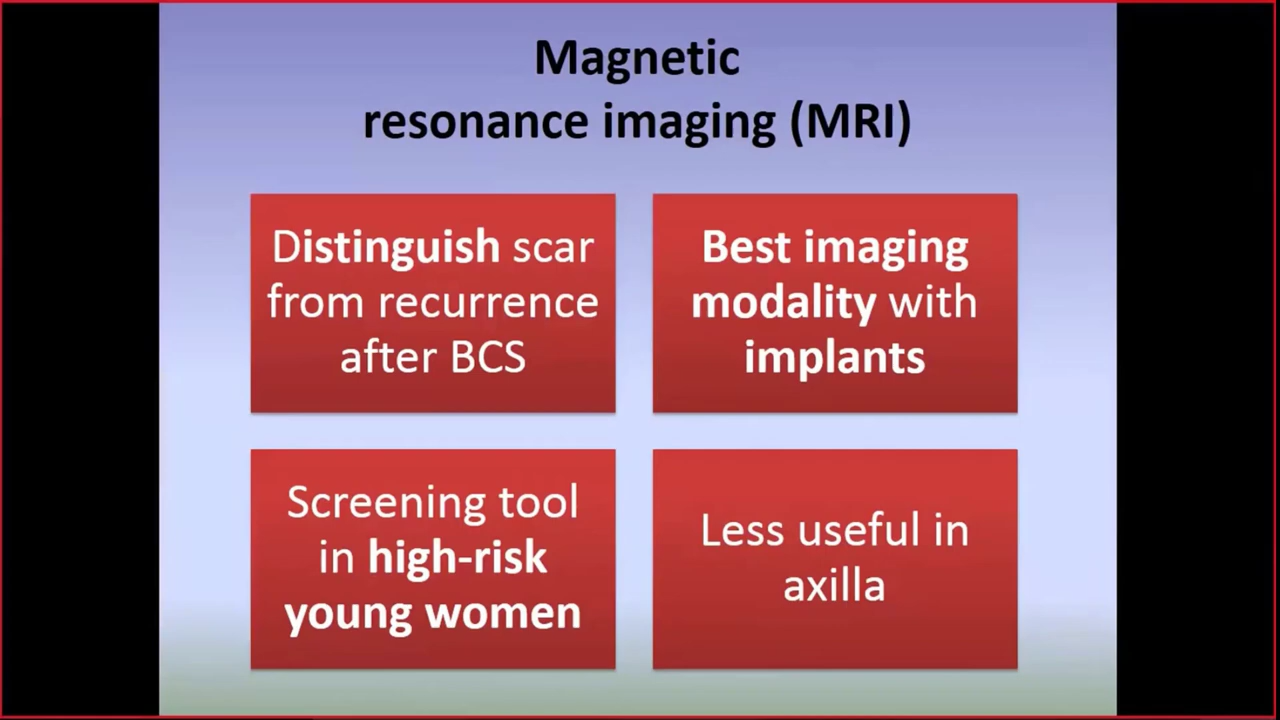 Magnetic
resonance imaging (MRI)
Distinguish scar
from recurrence
after BCS
Best imaging
modality with
implants
Screening tool
in high-risk
young women
Less useful in
axilla